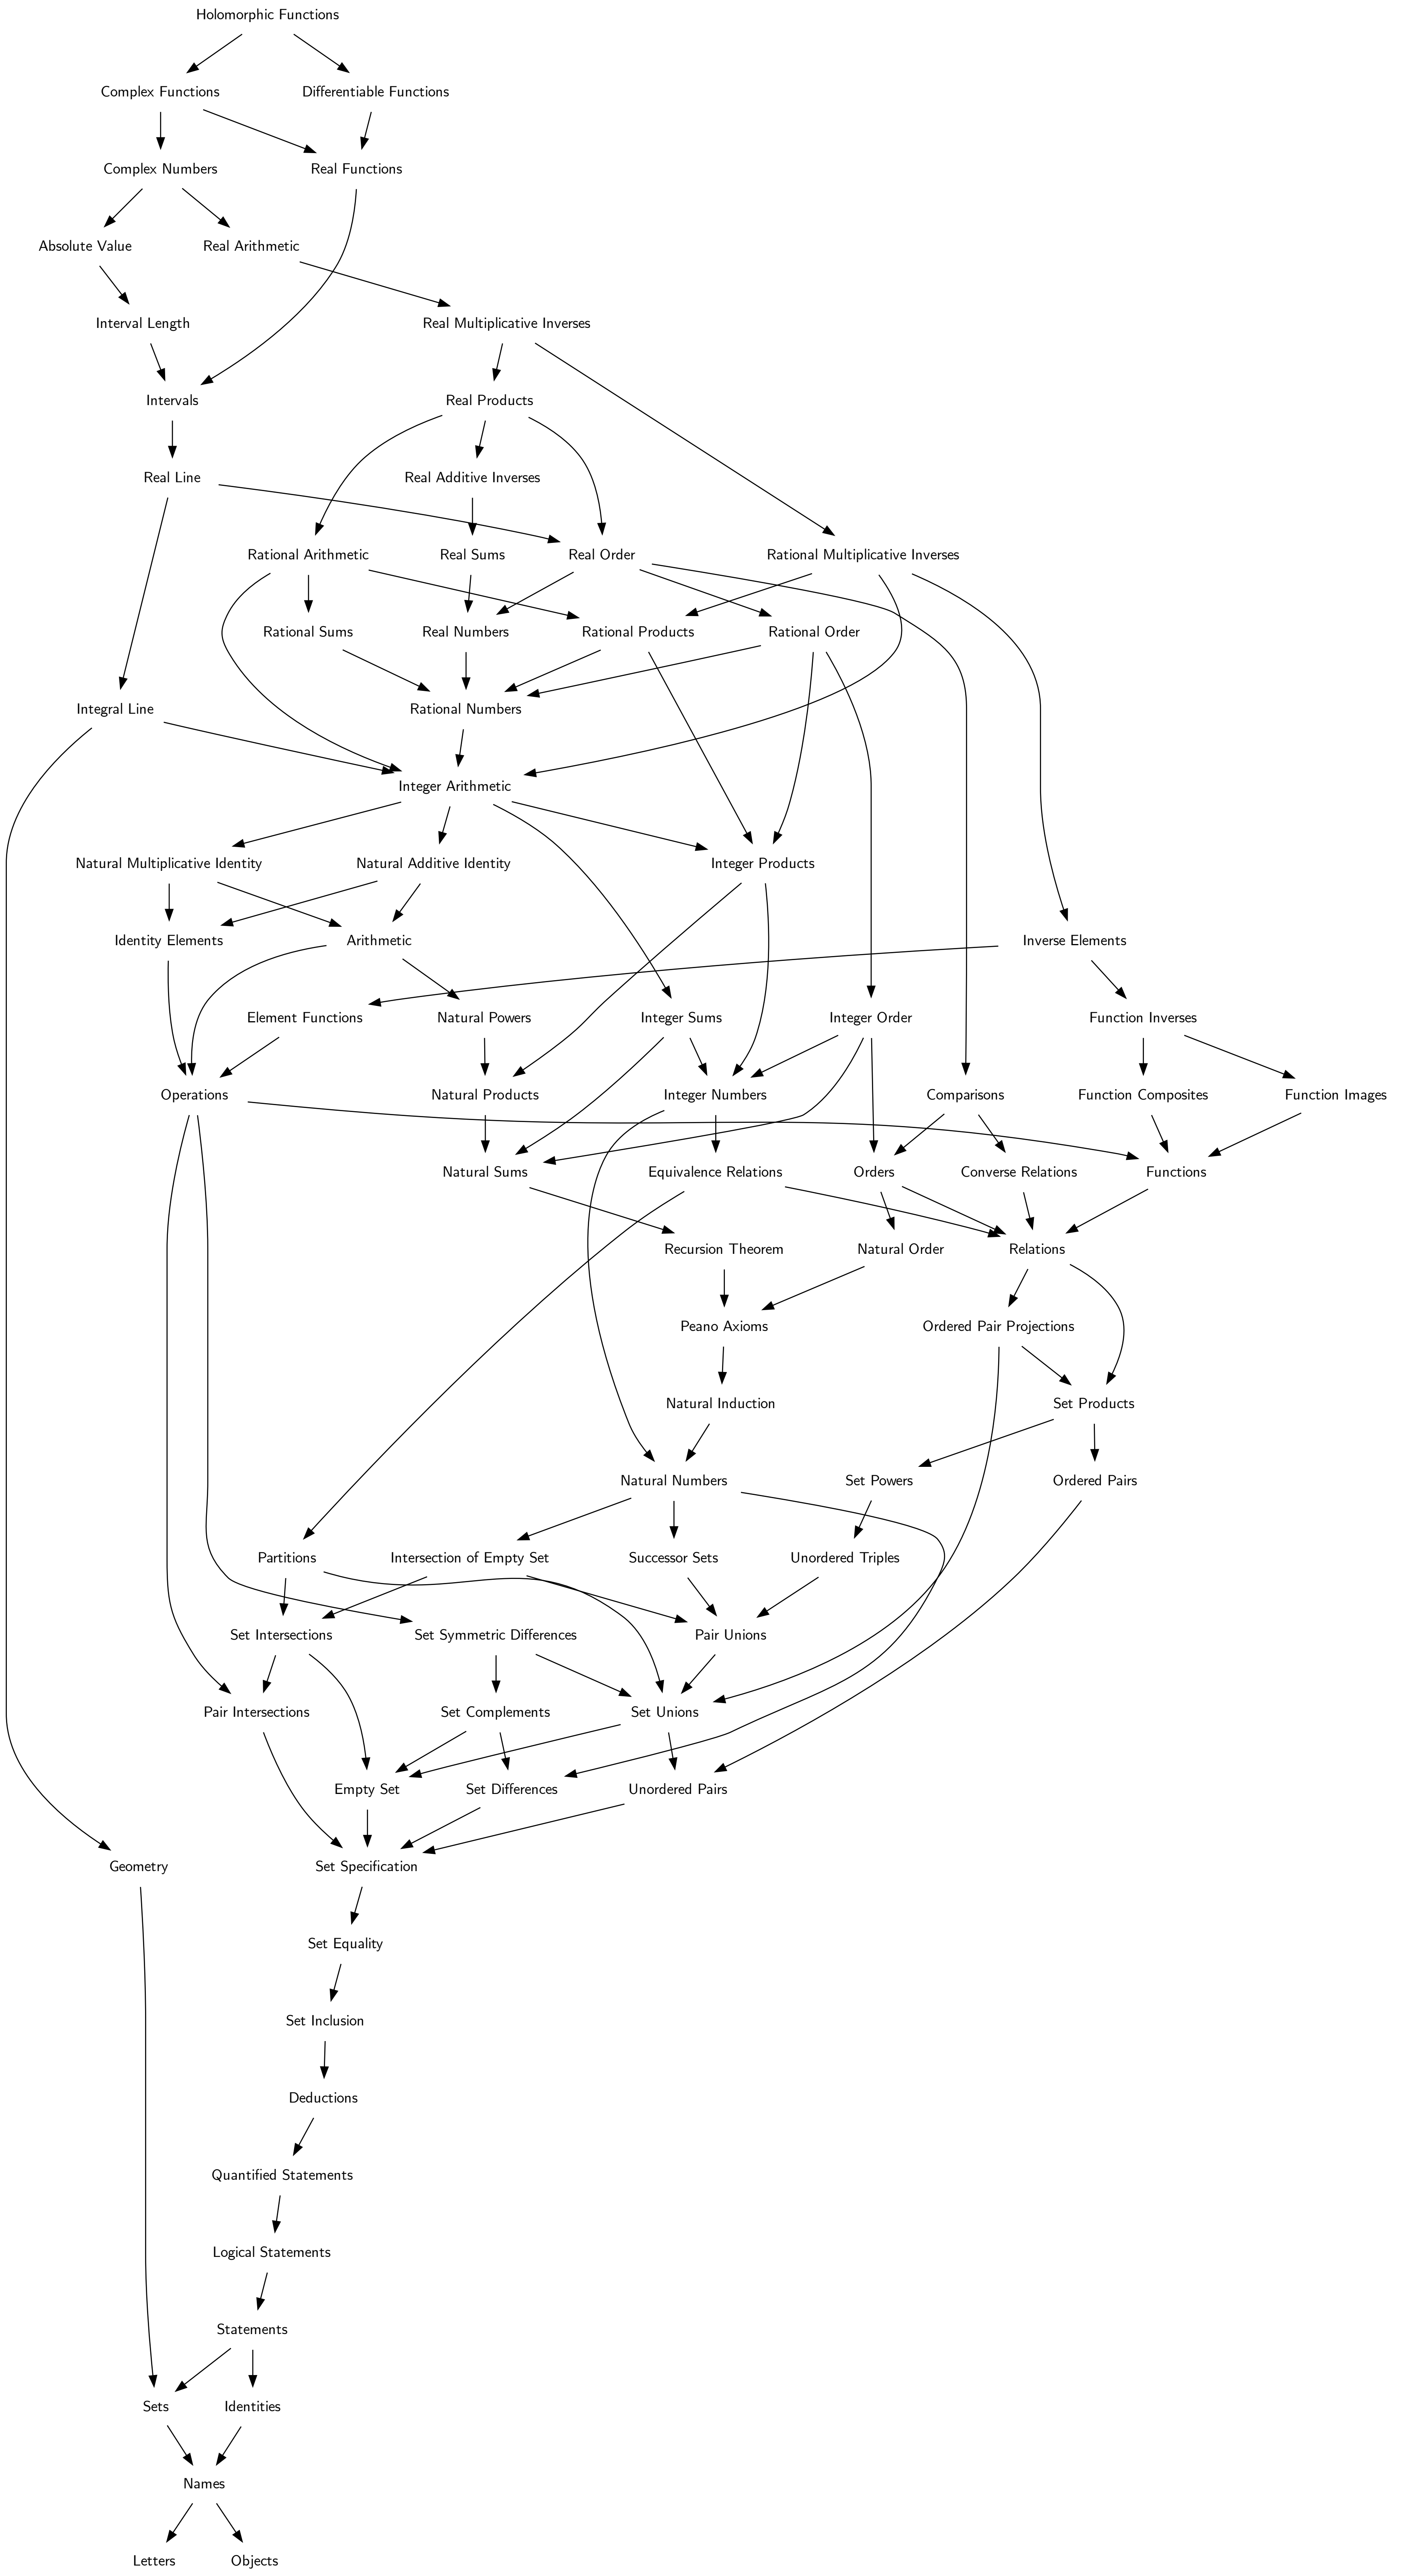 Holomorphic Functions
Complex Functions
Differentiable Functions
Complex Numbers
Real Functions
Absolute Value
Real Arithmetic
Interval Length
Real Multiplicative Inverses
Intervals
Real Products
Real Line
Real Additive Inverses
Rational Arithmetic
Real Sums
Real Order
Rational Multiplicative Inverses
Rational Sums
Real Numbers
Rational Products
Rational Order
Integral Line
Rational Numbers
Integer Arithmetic
Natural Multiplicative Identity
Natural Additive Identity
Integer Products
Identity Elements
Arithmetic
Inverse Elements
Element Functions
Natural Powers
Integer Sums
Integer Order
Function Inverses
Operations
Natural Products
Integer Numbers
Comparisons
Function Composites
Function Images
Natural Sums
Equivalence Relations
Orders
Converse Relations
Functions
Recursion Theorem
Natural Order
Relations
Peano Axioms
Ordered Pair Projections
Natural Induction
Set Products
Natural Numbers
Set Powers
Ordered Pairs
Partitions
Intersection of Empty Set
Successor Sets
Unordered Triples
Set Intersections
Set Symmetric Differences
Pair Unions
Pair Intersections
Set Complements
Set Unions
Empty Set
Set Differences
Unordered Pairs
Geometry
Set Specification
Set Equality
Set Inclusion
Deductions
Quantified Statements
Logical Statements
Statements
Sets
Identities
Names
Letters
Objects